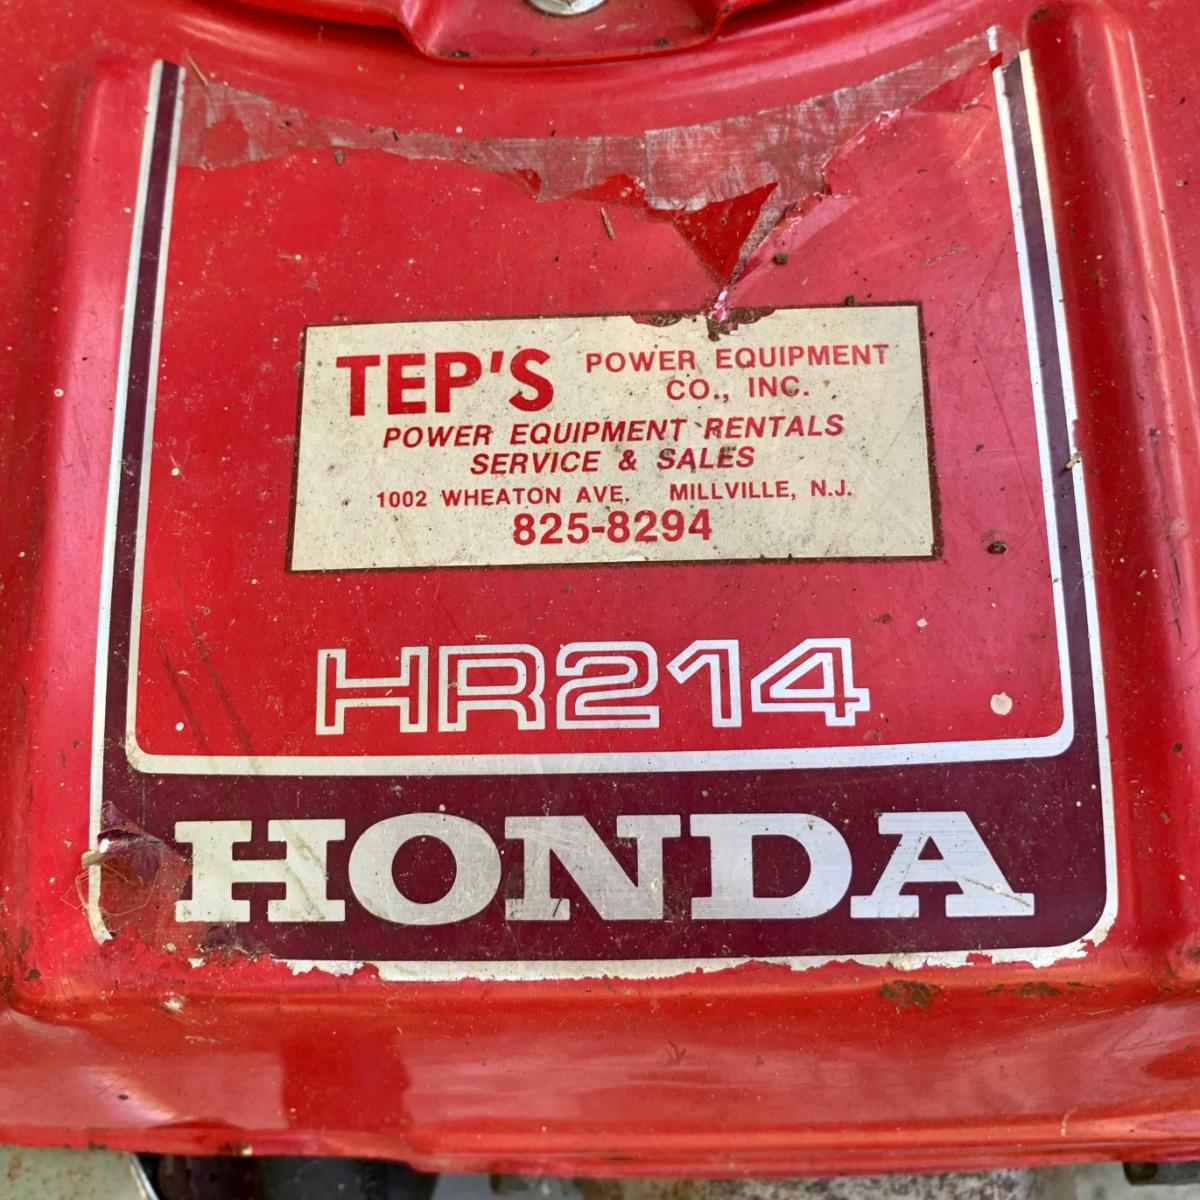 TEP'S POWER EQUIPMENT
CO., INC.
POWER EQUIPMENT RENTALS
SERVICE & SALES
1002 WHEATON AVE. MILLVILLE, N.J.
825-8294
HR214
HONDA